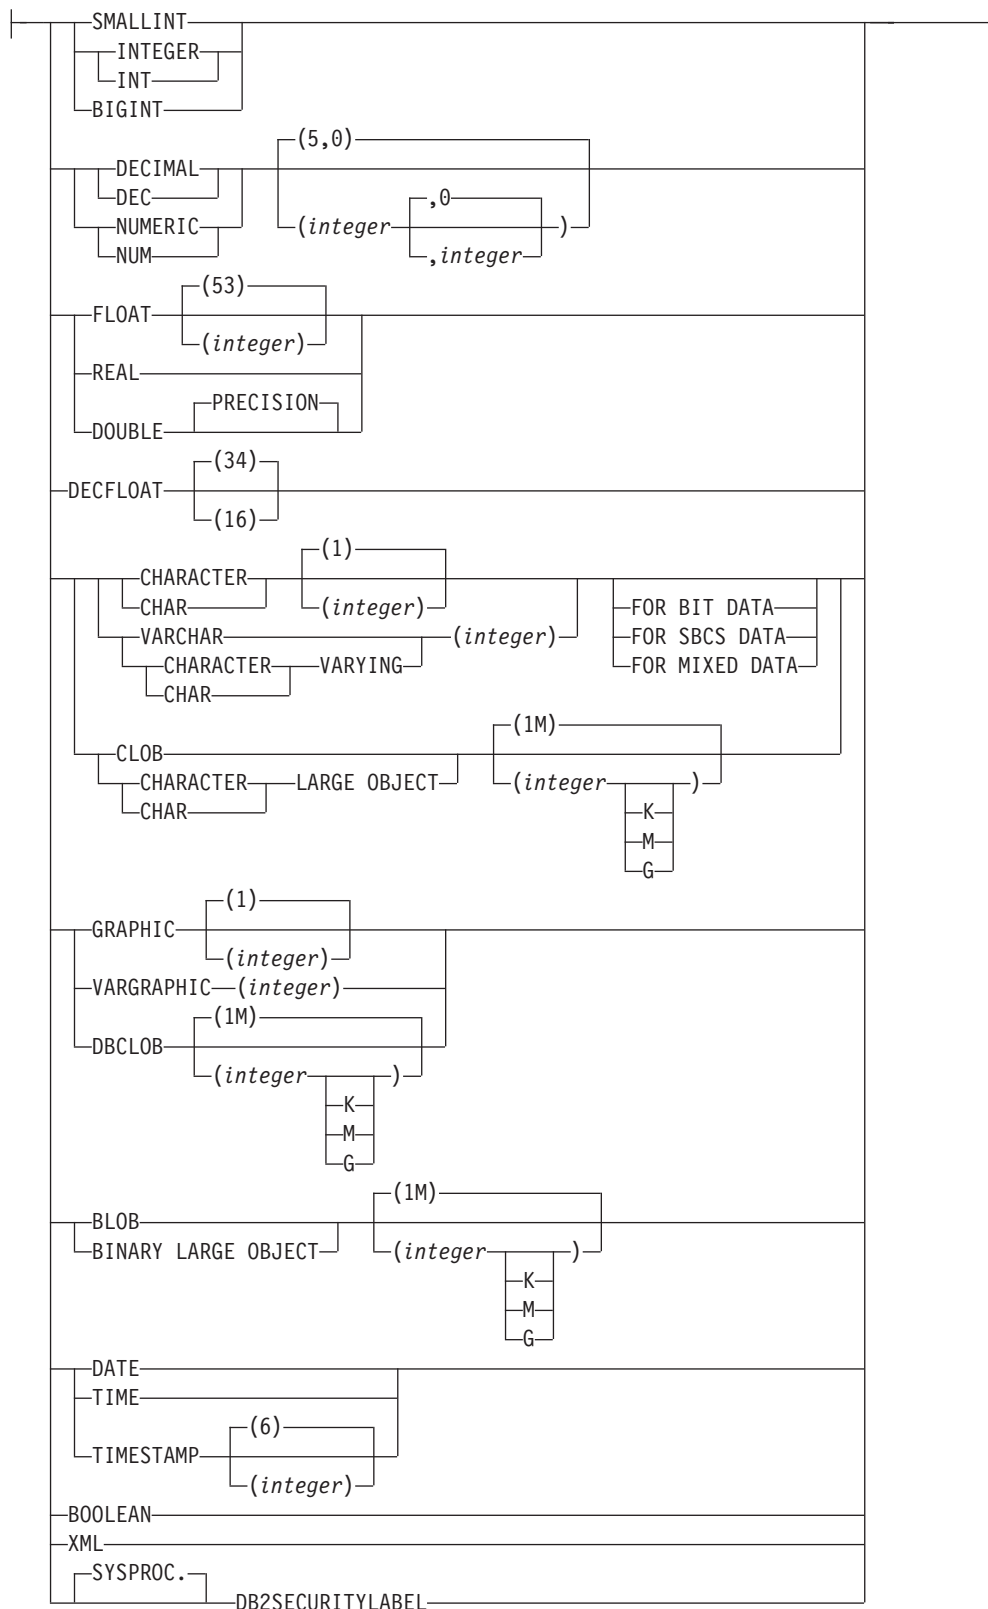 SMALLINT
INTEGER
INT
BIGINT
(5,0)
DECIMAL
DEC
,0
NUMERIC
(integer )
NUM
,integer
(53)
FLOAT
(integer)
REAL
PRECISION
DOUBLE
(34)
DECFLOAT
(16)
(1)
CHARACTER
CHAR
(integer)
FOR BIT DATA
VARCHAR
(integer)
FOR SBCS DATA
CHARACTER VARYING
FOR MIXED DATA
CHAR
(1M)
CLOB
CHARACTER LARGE OBJECT
(integer )
CHAR
K
M
G
(1)
GRAPHIC
(integer)
VARGRAPHIC (integer)
(1M)
DBCLOB
(integer )
K
M
G
(1M)
BLOB
BINARY LARGE OBJECT
(integer )
K
M
G
DATE
TIME
(6)
TIMESTAMP
(integer)
BOOLEAN
XML
SYSPROC.
DB2SECURITYLABEL